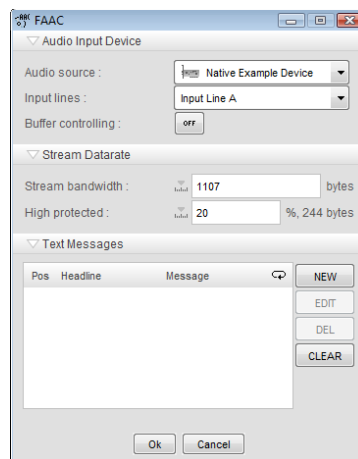 FAAC
Audio Input Device
Audio source : Native Example Device
Input lines : Input Line A
Buffer controlling : OFF
Stream Datarate
Stream bandwidth : 1107 bytes
High protected : 20 %, 244 bytes
Text Messages
Pos Headline Message NEW
EDIT
DEL
CLEAR
Ok Cancel